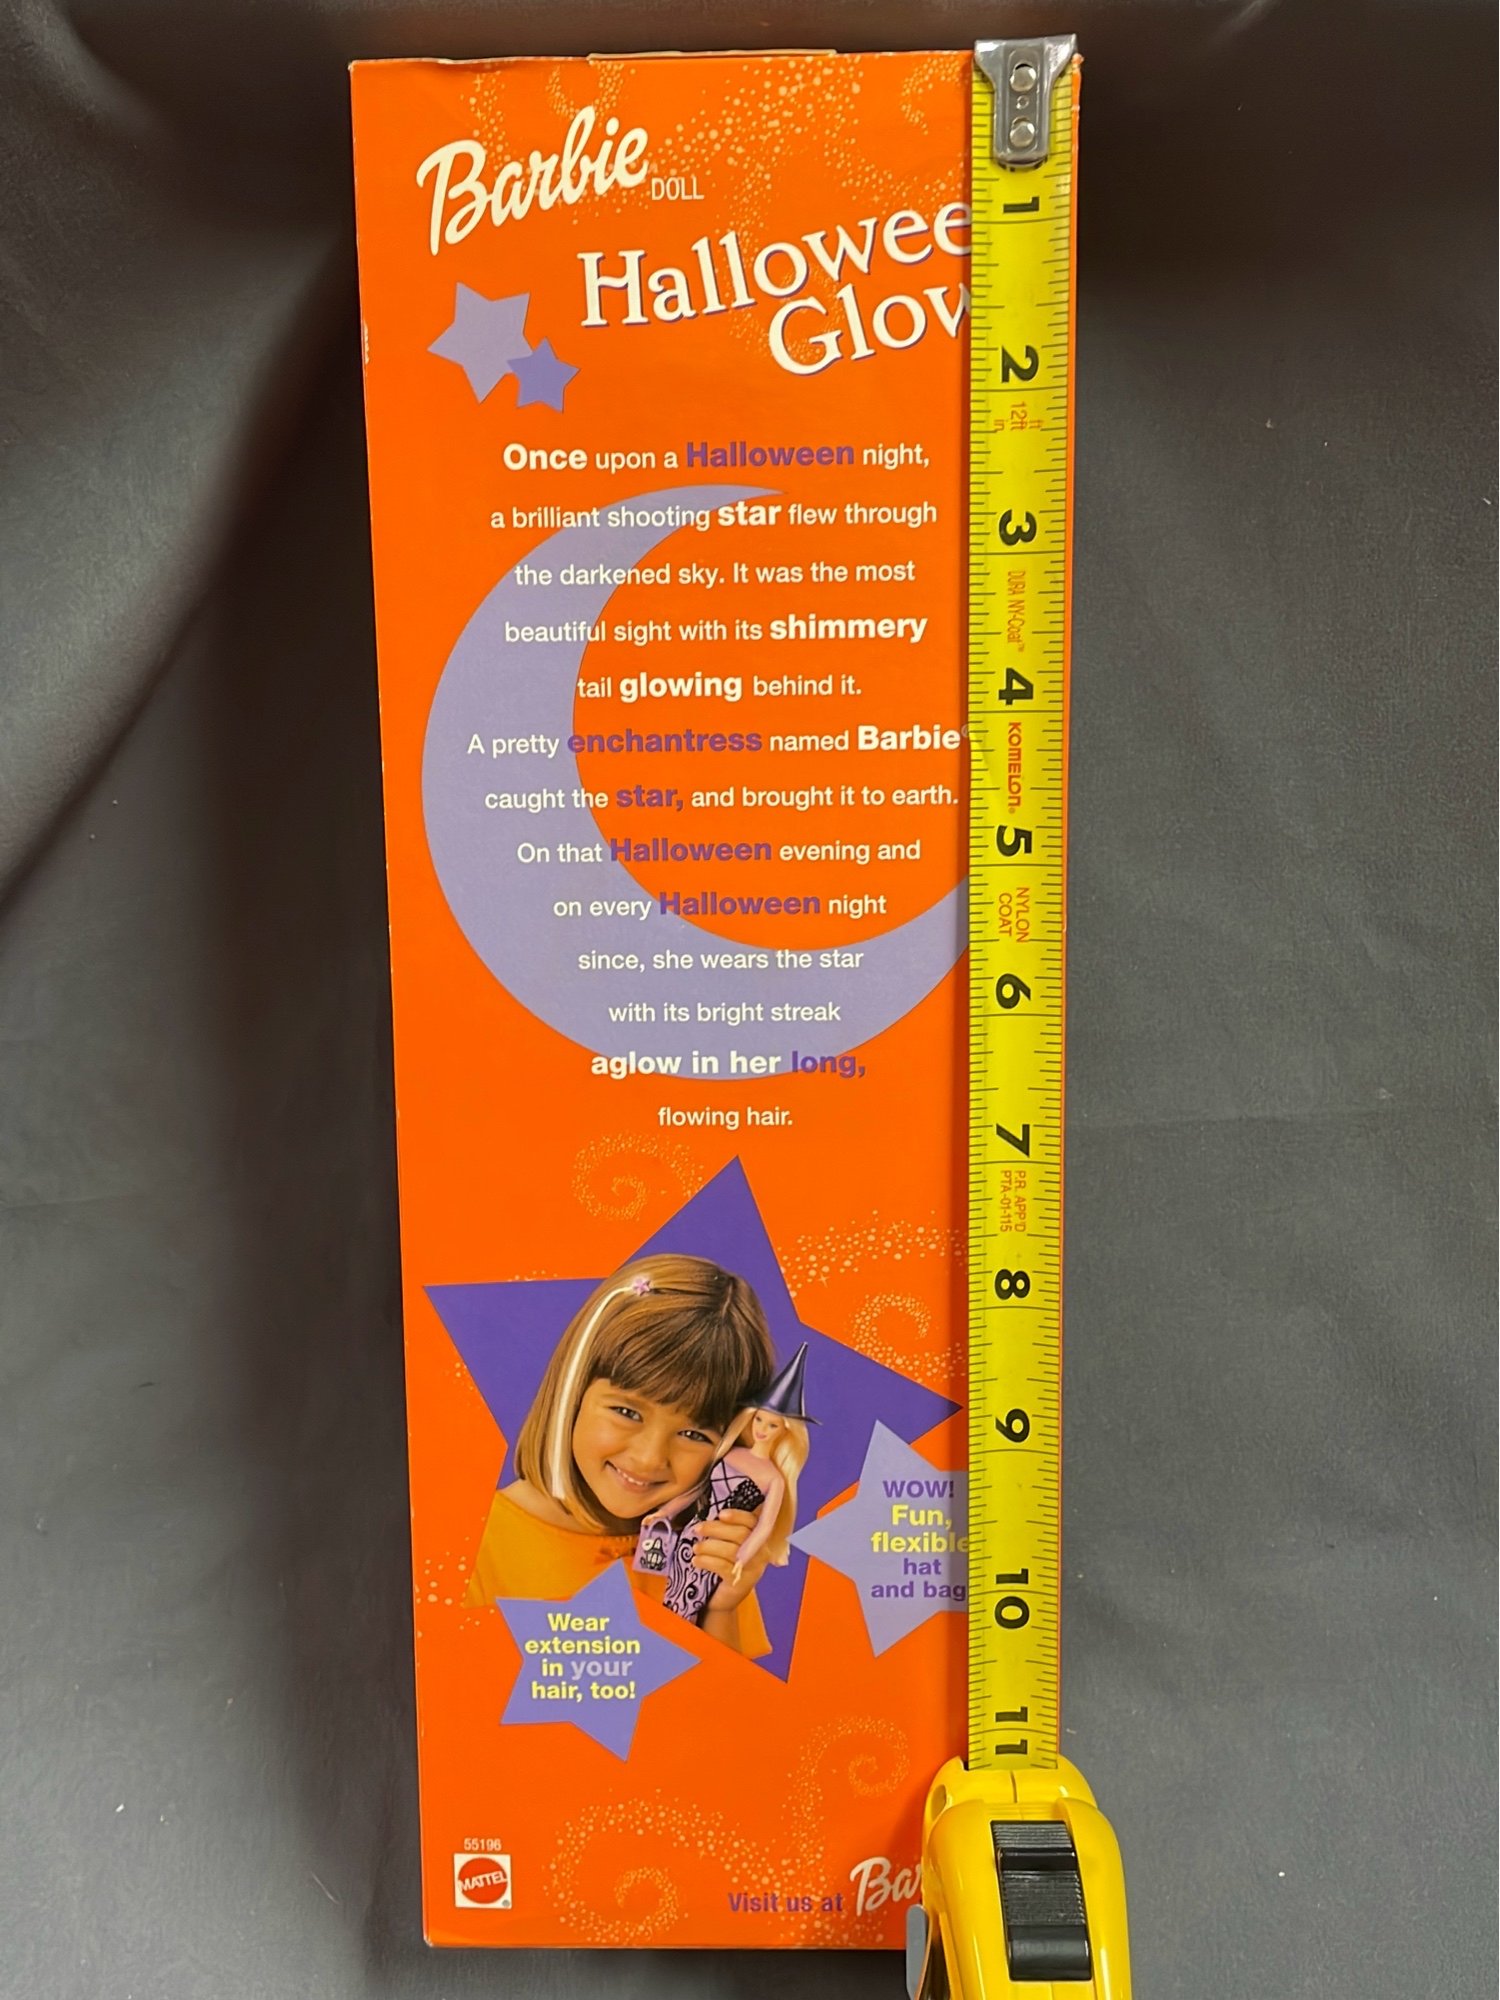 Barbie DOLL
Hallowee
Glow
Once upon a Halloween night,
a brilliant shooting star flew through
the darkened sky. It was the most
beautiful sight with its shimmery
tail glowing behind it.
A pretty enchantress named Barbie
caught the star, and brought it to earth.
On that Halloween evening and
on every Halloween night
since, she wears the star
with its bright streak
aglow in her long,
flowing hair.
WOW!
Fun,
flexible
hat
and bag
Wear
extension
in your
hair, too!
55196
MATTEL
Visit us at Bar
1
2
12ft
ft
in
3
DURA NY-Coat™
4
KOMELON®
5
NYLON
COAT
6
7
P.R. APP'D
PTA-01-115
8
9
10
11